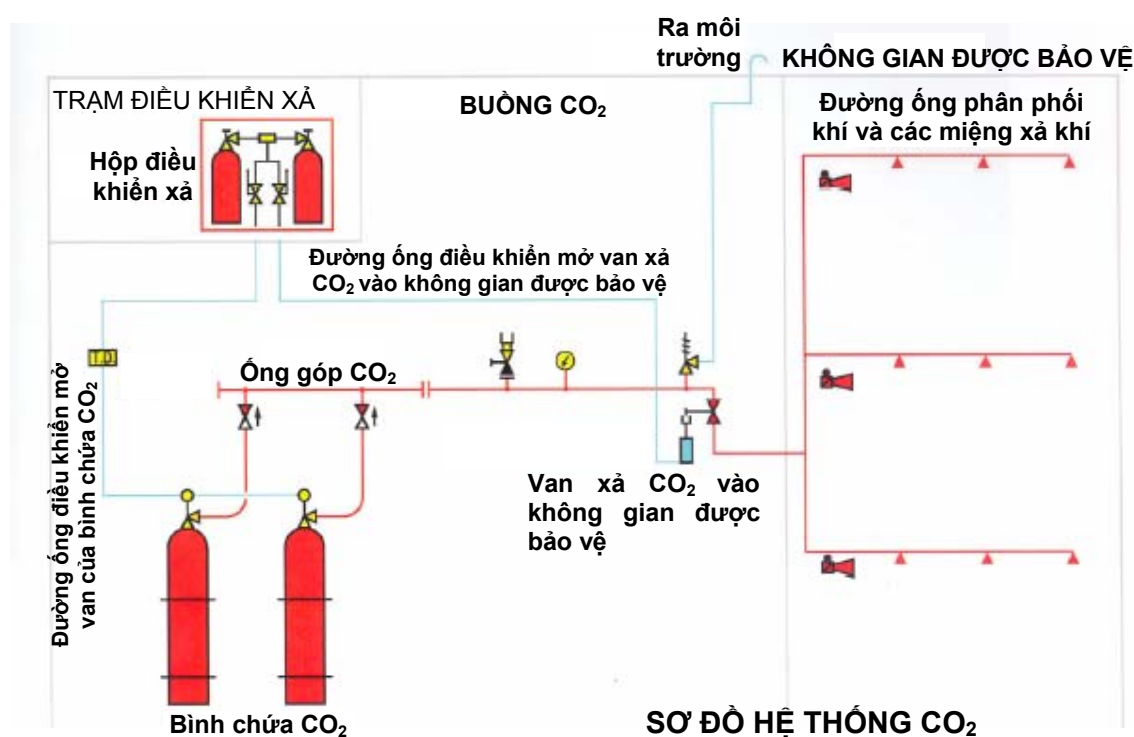 Ra môi
trường
KHÔNG GIAN ĐƯỢC BẢO VỆ
TRẠM ĐIỀU KHIỂN XẢ
BUỒNG CO₂
Đường ống phân phối
khí và các miệng xả khí
Hộp điều
khiển xả
Đường ống điều khiển mở van xả
CO₂ vào không gian được bảo vệ
T.D
Ống góp CO₂
Đường ống điều khiển mở
van của bình chứa CO₂
Van xả CO₂ vào
không gian được
bảo vệ
Bình chứa CO₂
SƠ ĐỒ HỆ THỐNG CO₂